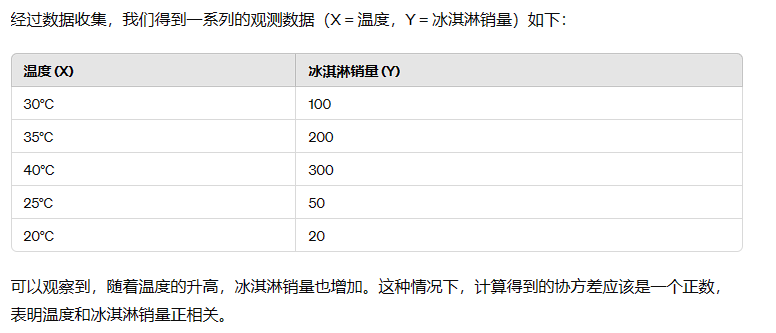 经过数据收集，我们得到一系列的观测数据（X = 温度，Y = 冰淇淋销量）如下：
温度 (X) 冰淇淋销量 (Y)
30°C 100
35°C 200
40°C 300
25°C 50
20°C 20
可以观察到，随着温度的升高，冰淇淋销量也增加。这种情况下，计算得到的协方差应该是一个正数，
表明温度和冰淇淋销量正相关。